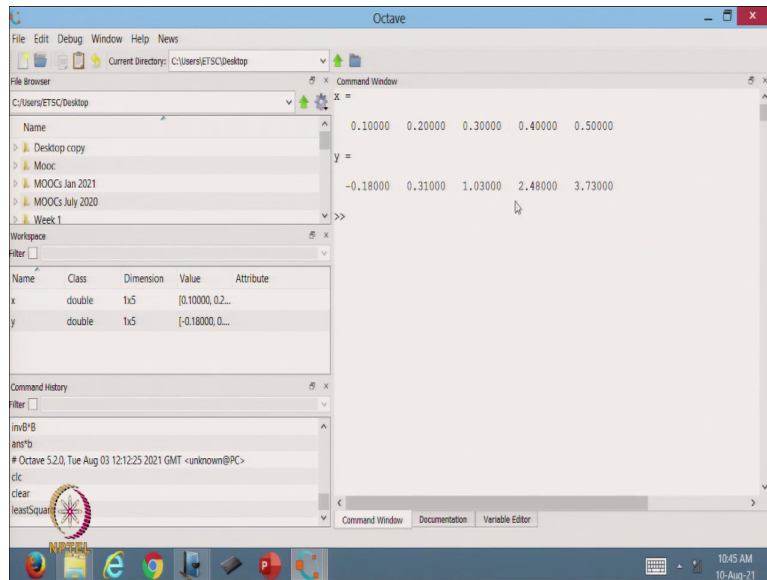 Octave
File Edit Debug Window Help News
Current Directory: C:\Users\ETSC\Desktop
File Browser
C:/Users/ETSC/Desktop
Name
Desktop copy
Mooc
MOOCs Jan 2021
MOOCs July 2020
Week 1
Workspace
Filter
Name Class Dimension Value Attribute
x double 1x5 [0.10000, 0.2...
y double 1x5 [-0.18000, 0....
Command History
Filter
invB*B
ans*b
# Octave 5.2.0, Tue Aug 03 12:12:25 2021 GMT <unknown@PC>
clc
clear
leastSquar
NPTEL
Command Window
x =
0.10000 0.20000 0.30000 0.40000 0.50000
y =
-0.18000 0.31000 1.03000 2.48000 3.73000
>>
Command Window Documentation Variable Editor
10:45 AM
10-Aug-21